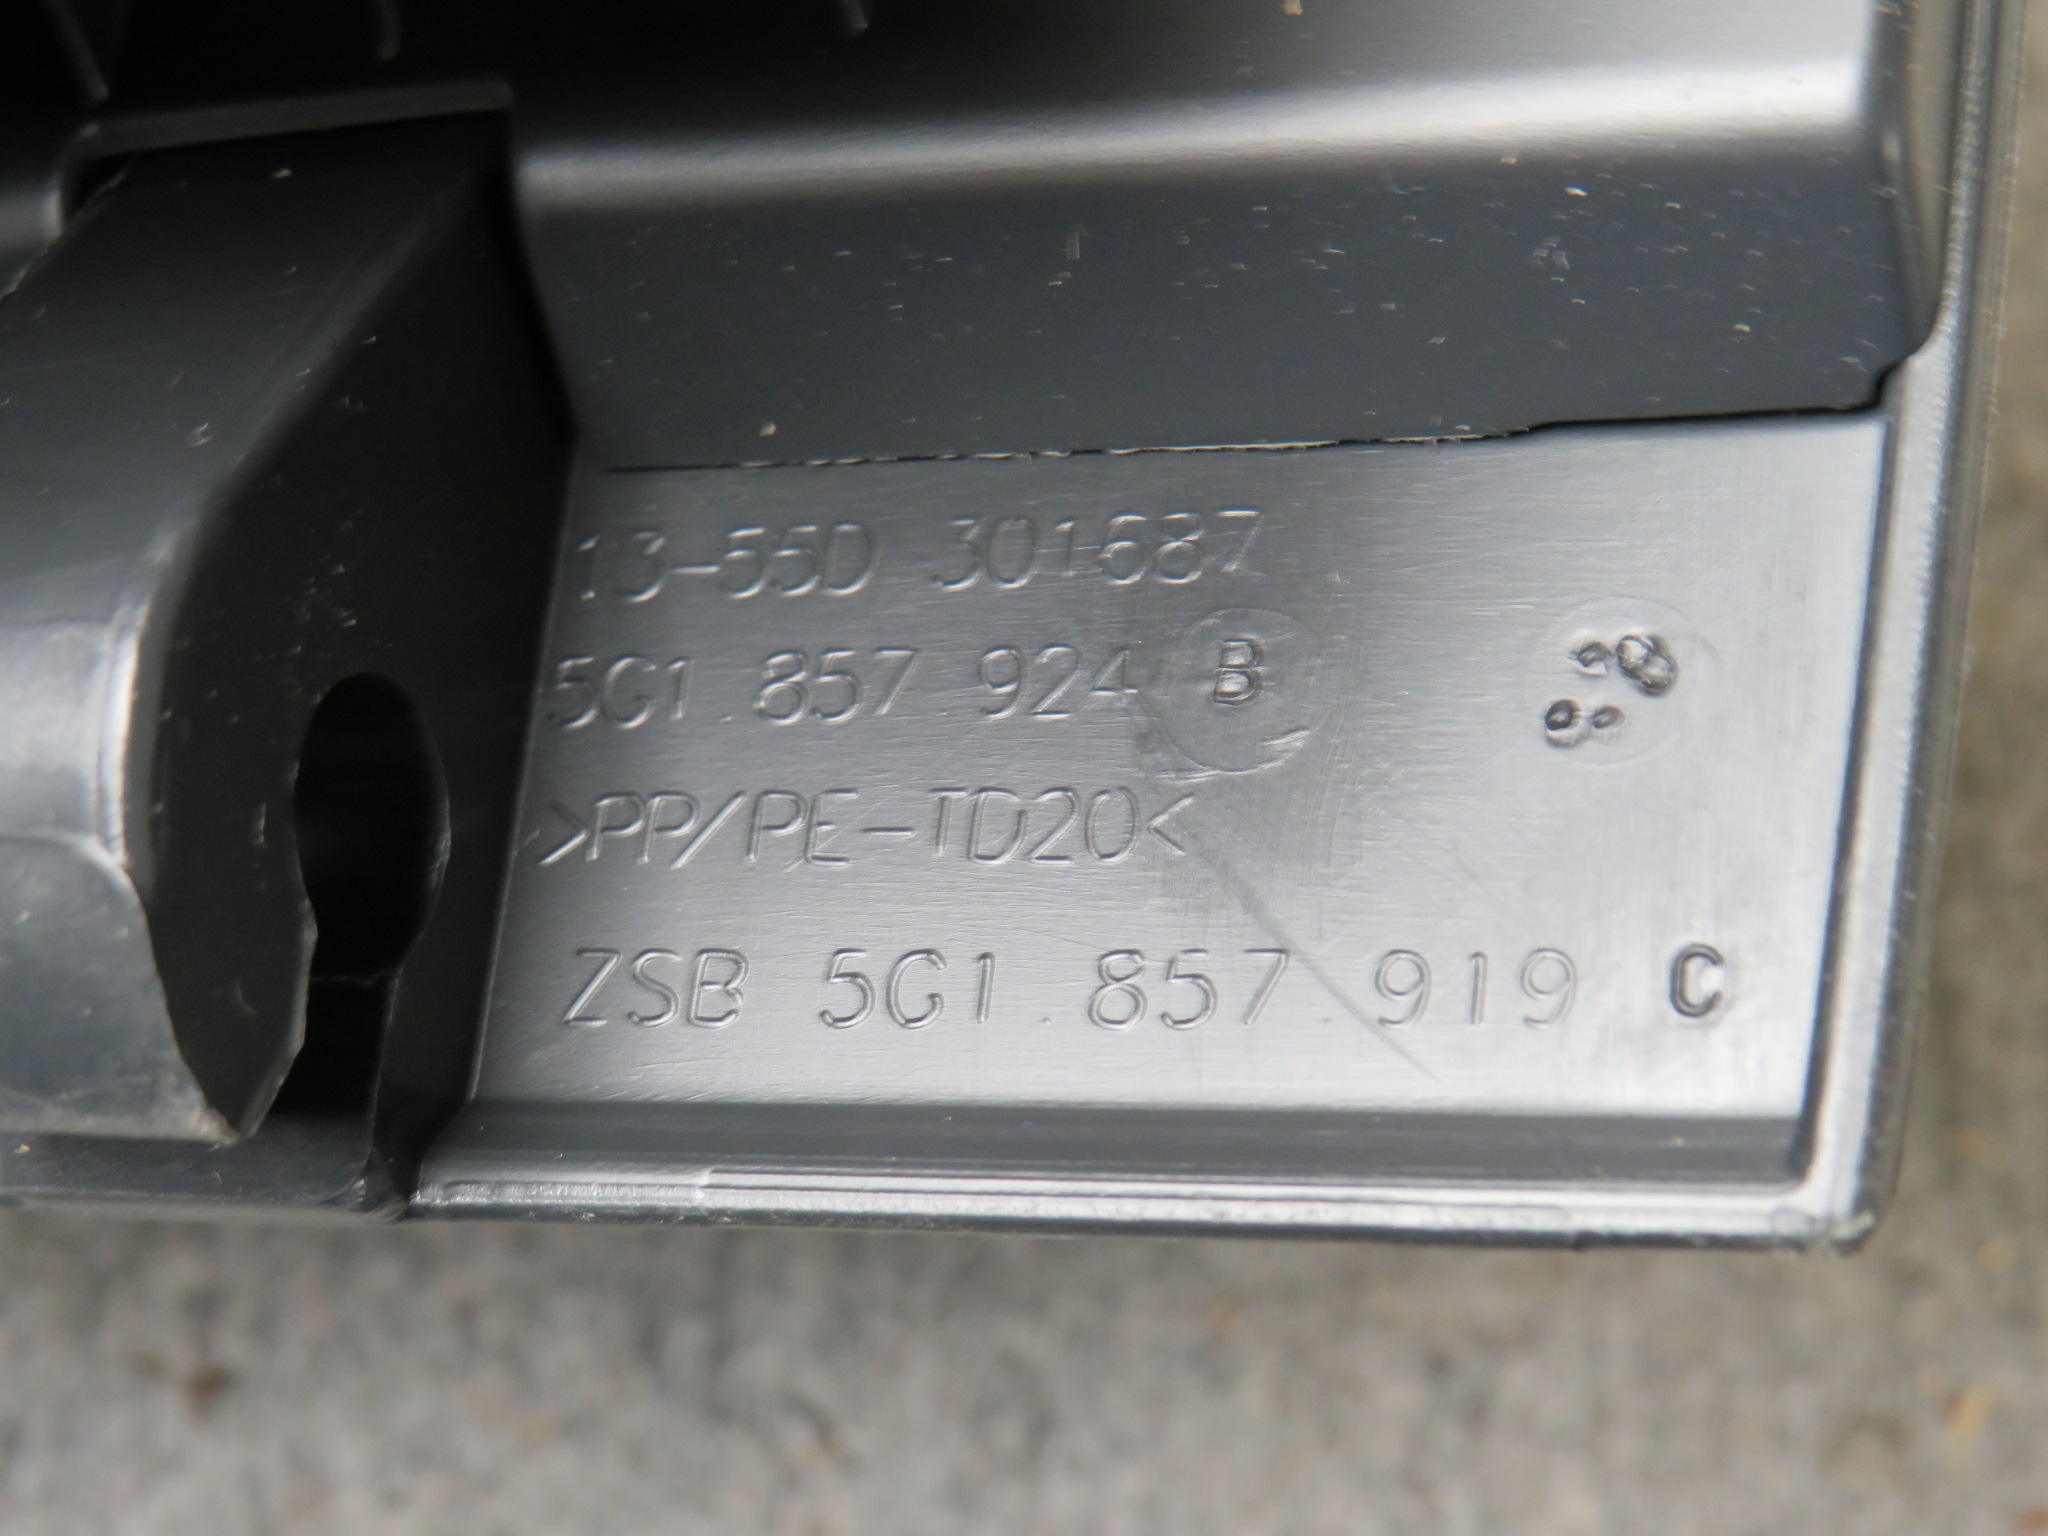 13-55D 301687
5G1.857 924 B
>PP/PE-TD20<
ZSB 5G1.857.919 C